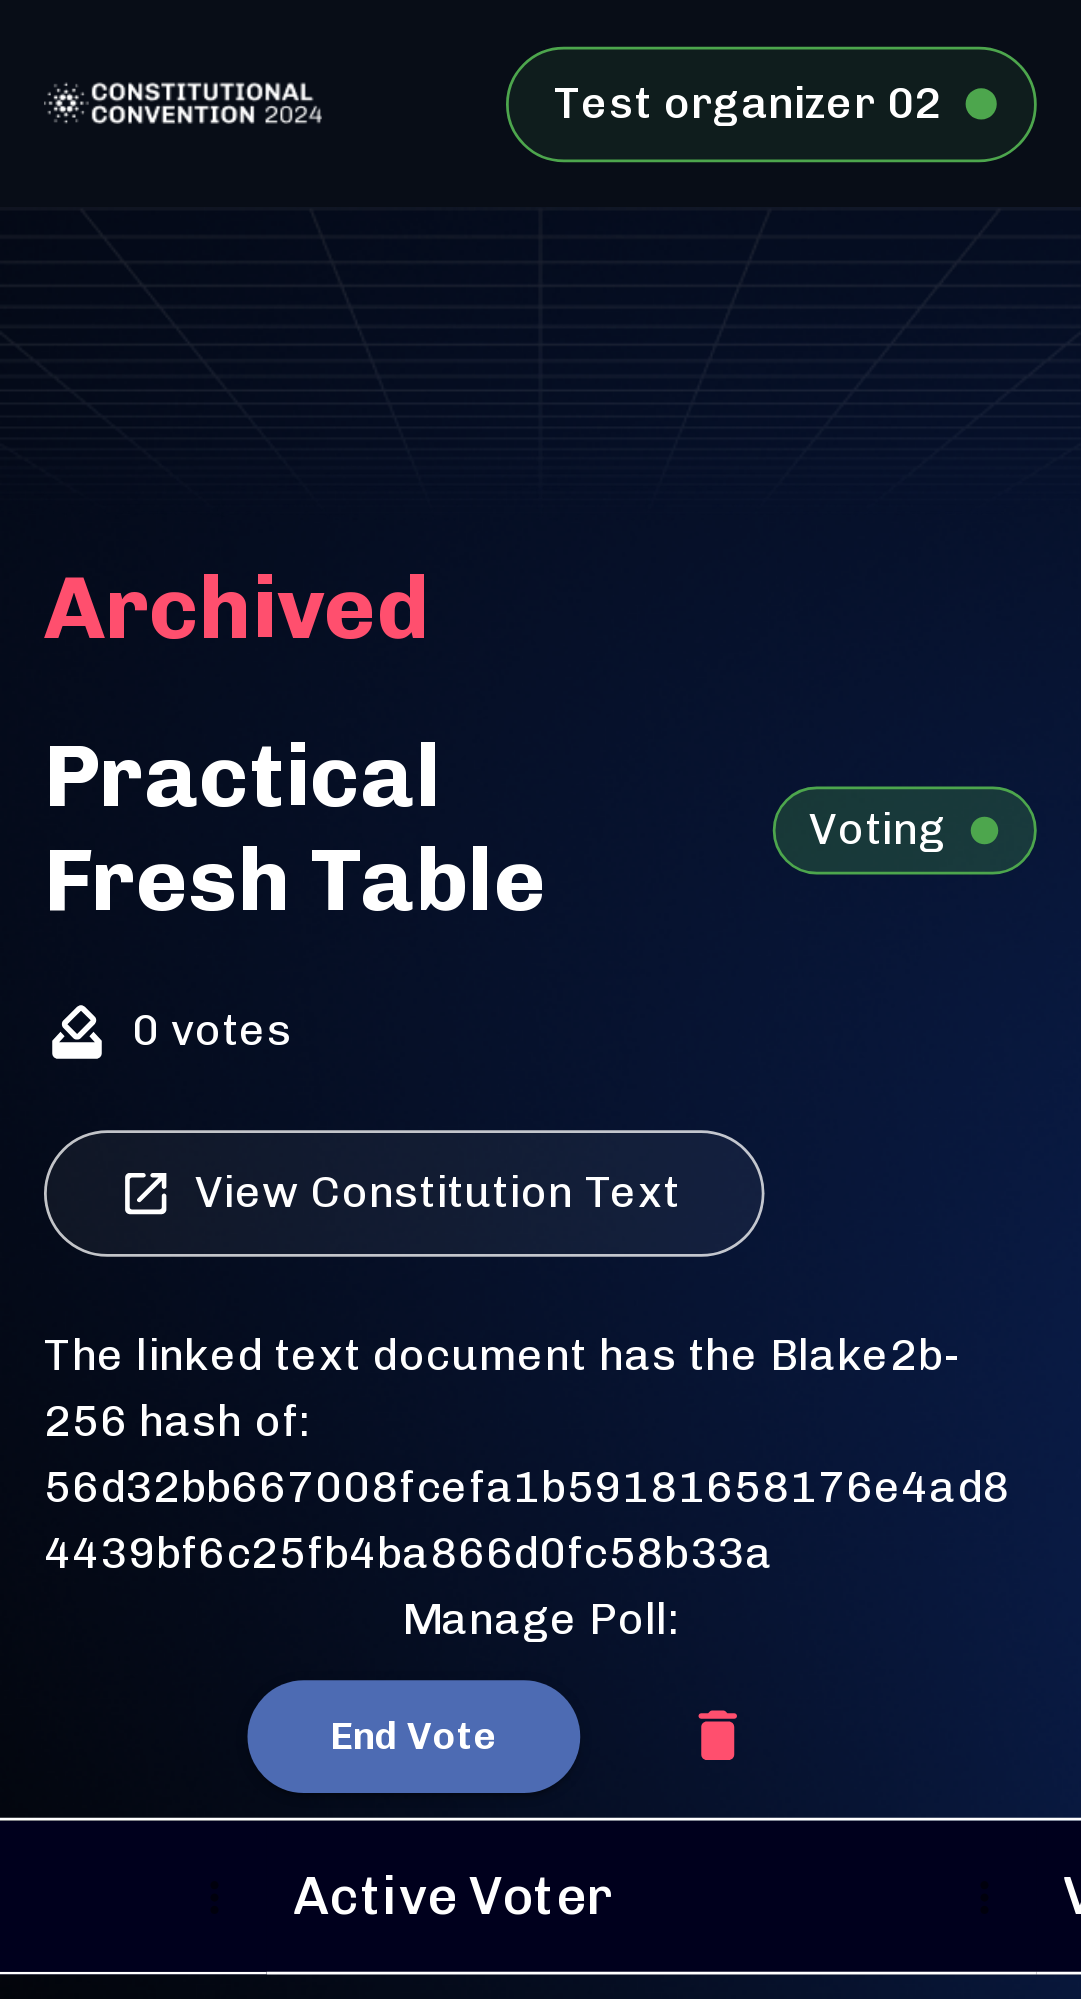 CONSTITUTIONAL
CONVENTION 2024
Test organizer 02
Archived
Practical
Fresh Table
Voting
0 votes
View Constitution Text
The linked text document has the Blake2b-
256 hash of:
56d32bb667008fcefa1b59181658176e4ad8
4439bf6c25fb4ba866d0fc58b33a
Manage Poll:
End Vote
Active Voter